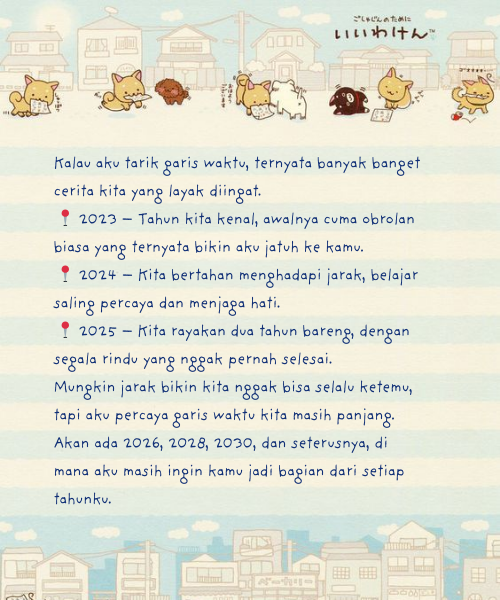 ごしゅじんのために
いいわけん™
Kalau aku tarik garis waktu, ternyata banyak banget
cerita kita yang layak diingat.
📍 2023 – Tahun kita kenal, awalnya cuma obrolan
biasa yang ternyata bikin aku jatuh ke kamu.
📍 2024 – Kita bertahan menghadapi jarak, belajar
saling percaya dan menjaga hati.
📍 2025 – Kita rayakan dua tahun bareng, dengan
segala rindu yang nggak pernah selesai.
Mungkin jarak bikin kita nggak bisa selalu ketemu,
tapi aku percaya garis waktu kita masih panjang.
Akan ada 2026, 2028, 2030, dan seterusnya, di
mana aku masih ingin kamu jadi bagian dari setiap
tahunku.